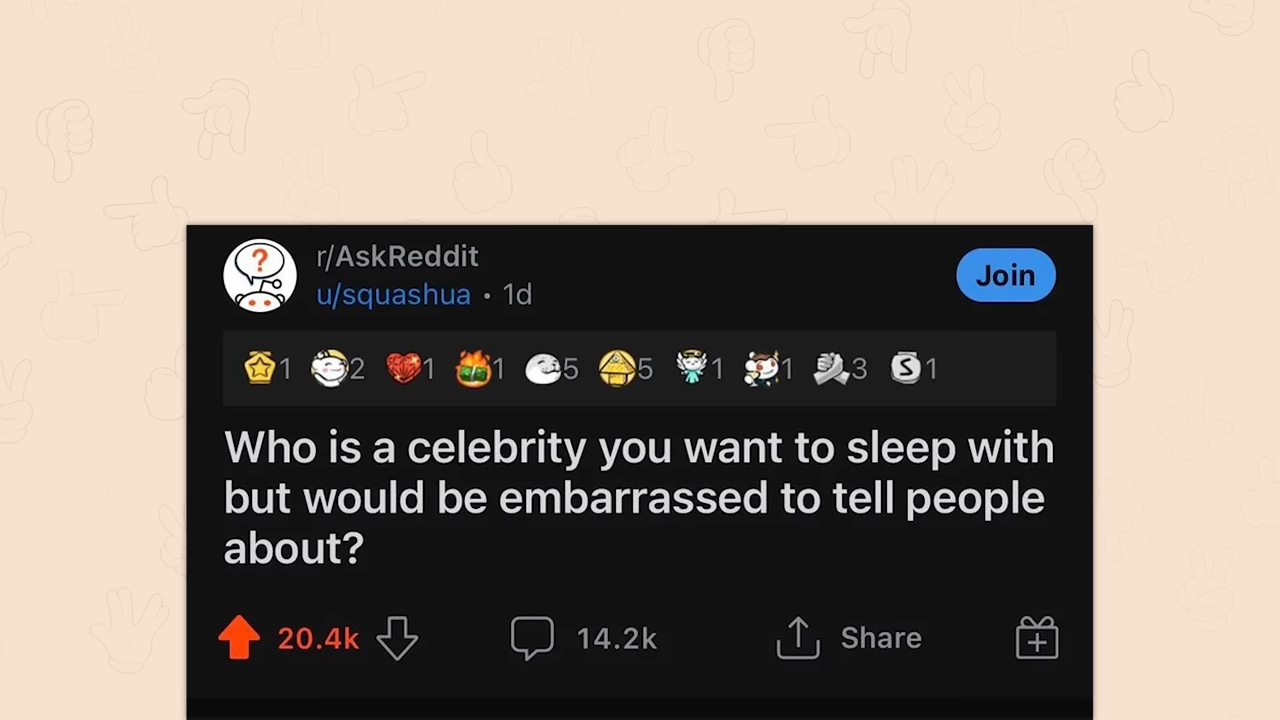 r/AskReddit
u/squashua • 1d
Join
1 2 1 1 5 5 1 1 3 S 1
Who is a celebrity you want to sleep with
but would be embarrassed to tell people
about?
20.4k 14.2k Share